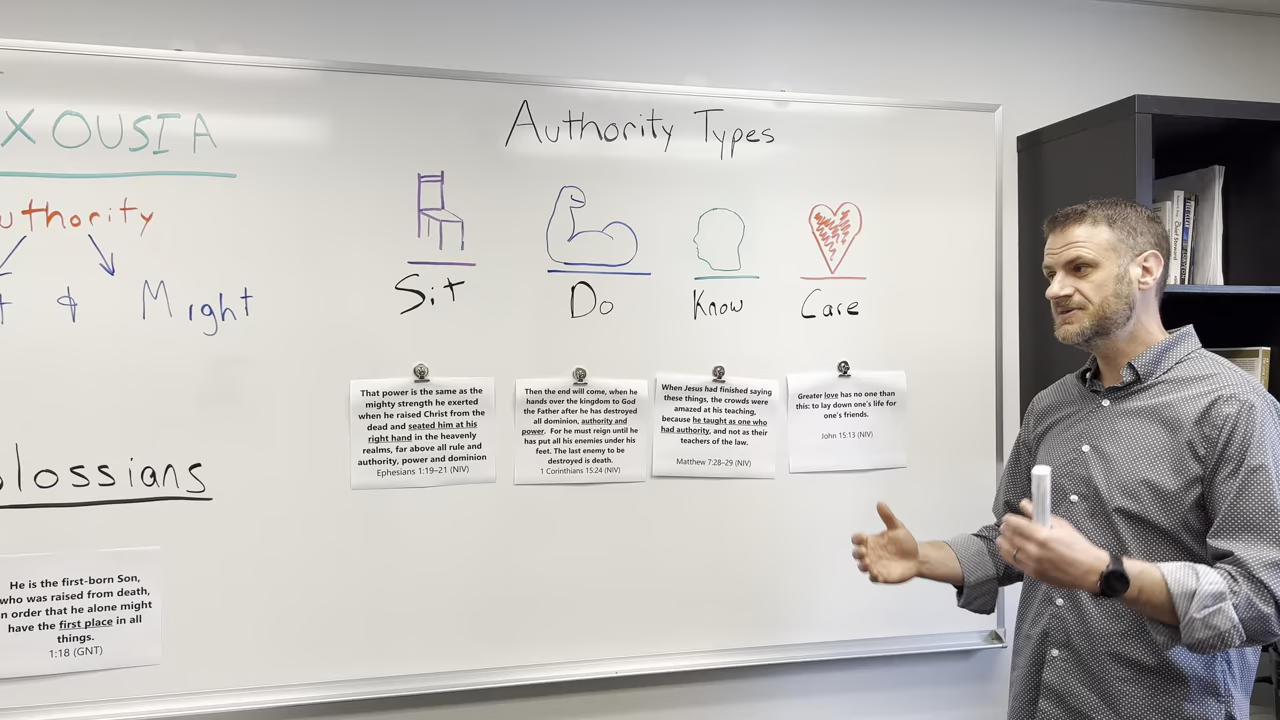 XOUSIA
uthority
& Might
lossians
He is the first-born Son,
who was raised from death,
n order that he alone might
have the first place in all
things.
1:18 (GNT)
Authority Types
Sit Do Know Care
That power is the same as the
mighty strength he exerted
when he raised Christ from the
dead and seated him at his
right hand in the heavenly
realms, far above all rule and
authority, power and dominion
Ephesians 1:19–21 (NIV)
Then the end will come, when he
hands over the kingdom to God
the Father after he has destroyed
all dominion, authority and
power. For he must reign until he
has put all his enemies under his
feet. The last enemy to be
destroyed is death.
1 Corinthians 15:24 (NIV)
When Jesus had finished saying
these things, the crowds were
amazed at his teaching,
because he taught as one who
had authority, and not as their
teachers of the law.
Matthew 7:28–29 (NIV)
Greater love has no one than
this: to lay down one's life for
one's friends.
John 15:13 (NIV)